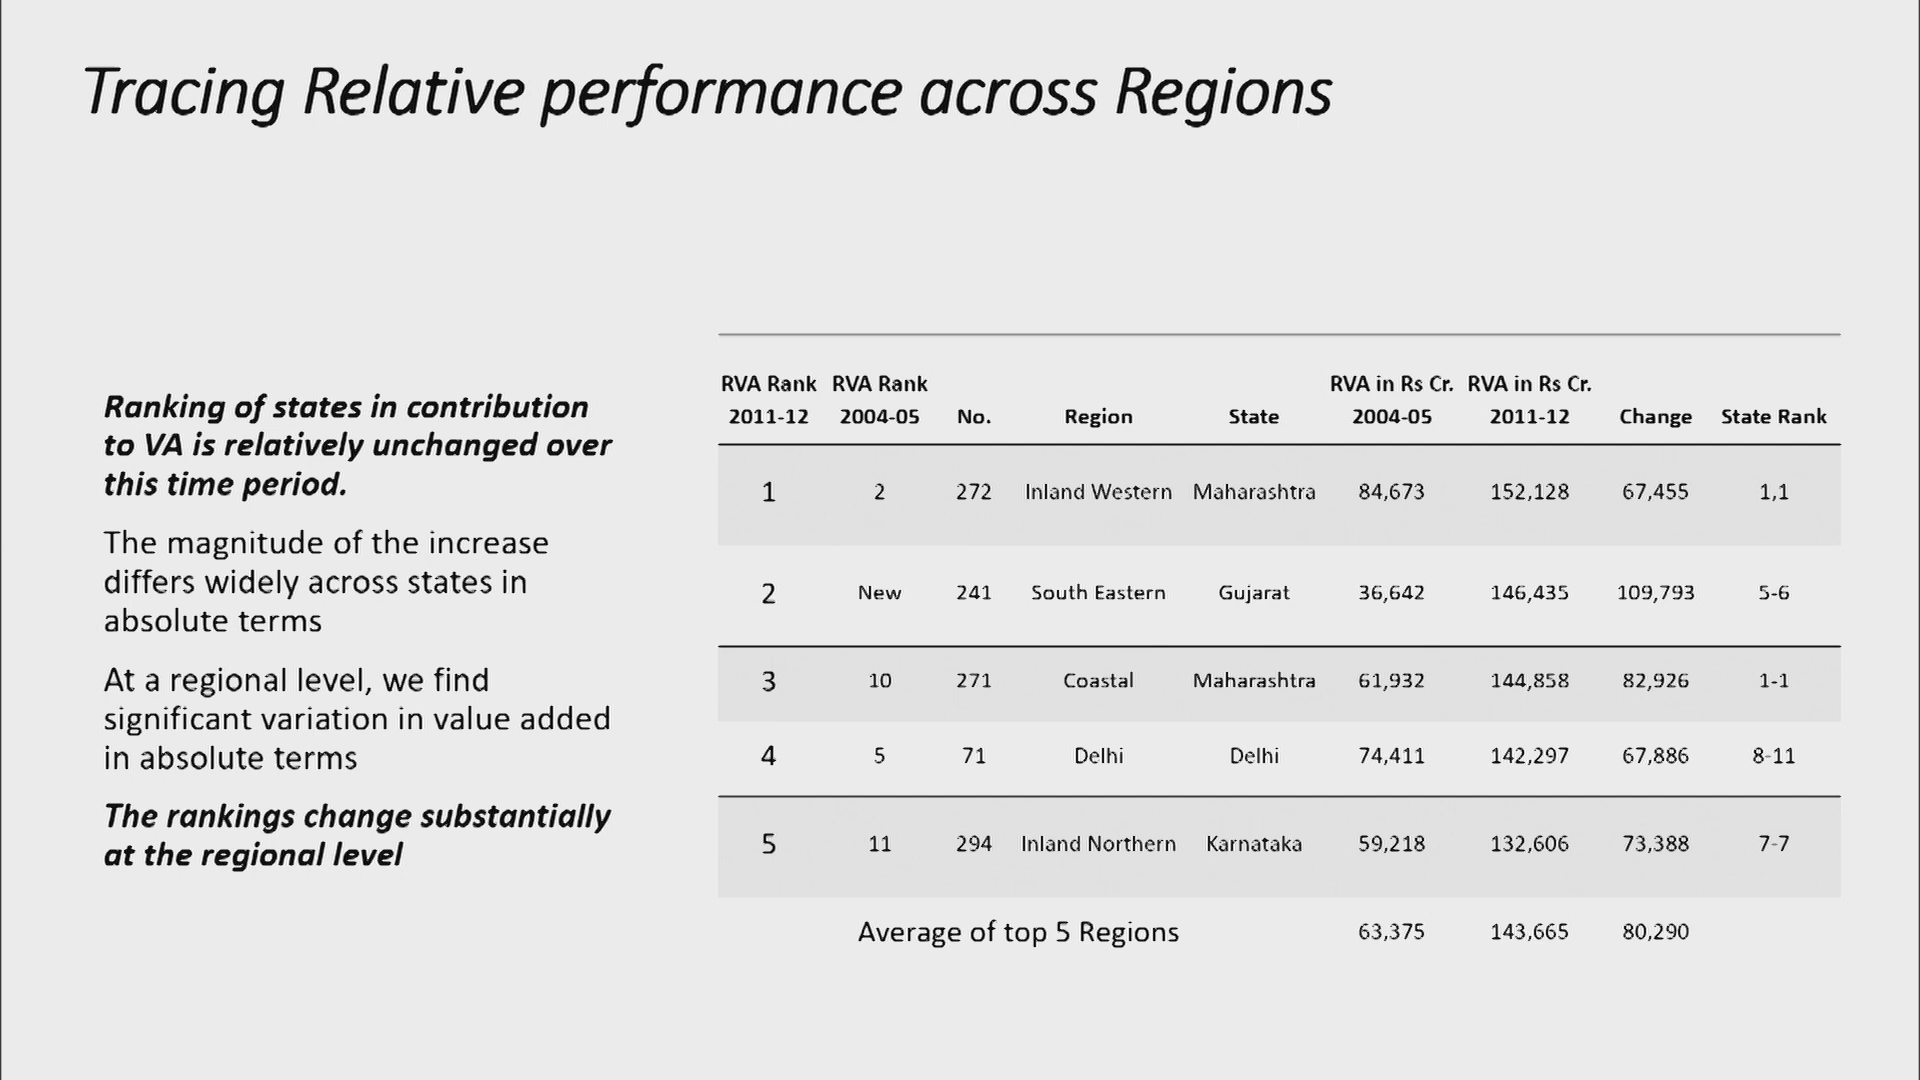 Tracing Relative performance across Regions
Ranking of states in contribution
to VA is relatively unchanged over
this time period.
The magnitude of the increase
differs widely across states in
absolute terms
At a regional level, we find
significant variation in value added
in absolute terms
The rankings change substantially
at the regional level
RVA Rank RVA Rank RVA in Rs Cr. RVA in Rs Cr.
2011-12 2004-05 No. Region State 2004-05 2011-12 Change State Rank
1 2 272 Inland Western Maharashtra 84,673 152,128 67,455 1,1
2 New 241 South Eastern Gujarat 36,642 146,435 109,793 5-6
3 10 271 Coastal Maharashtra 61,932 144,858 82,926 1-1
4 5 71 Delhi Delhi 74,411 142,297 67,886 8-11
5 11 294 Inland Northern Karnataka 59,218 132,606 73,388 7-7
Average of top 5 Regions 63,375 143,665 80,290